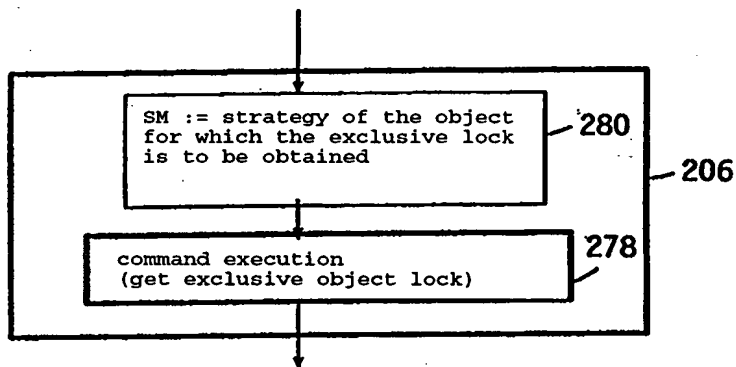 SM := strategy of the object
for which the exclusive lock
is to be obtained
280
206
command execution
(get exclusive object lock)
278